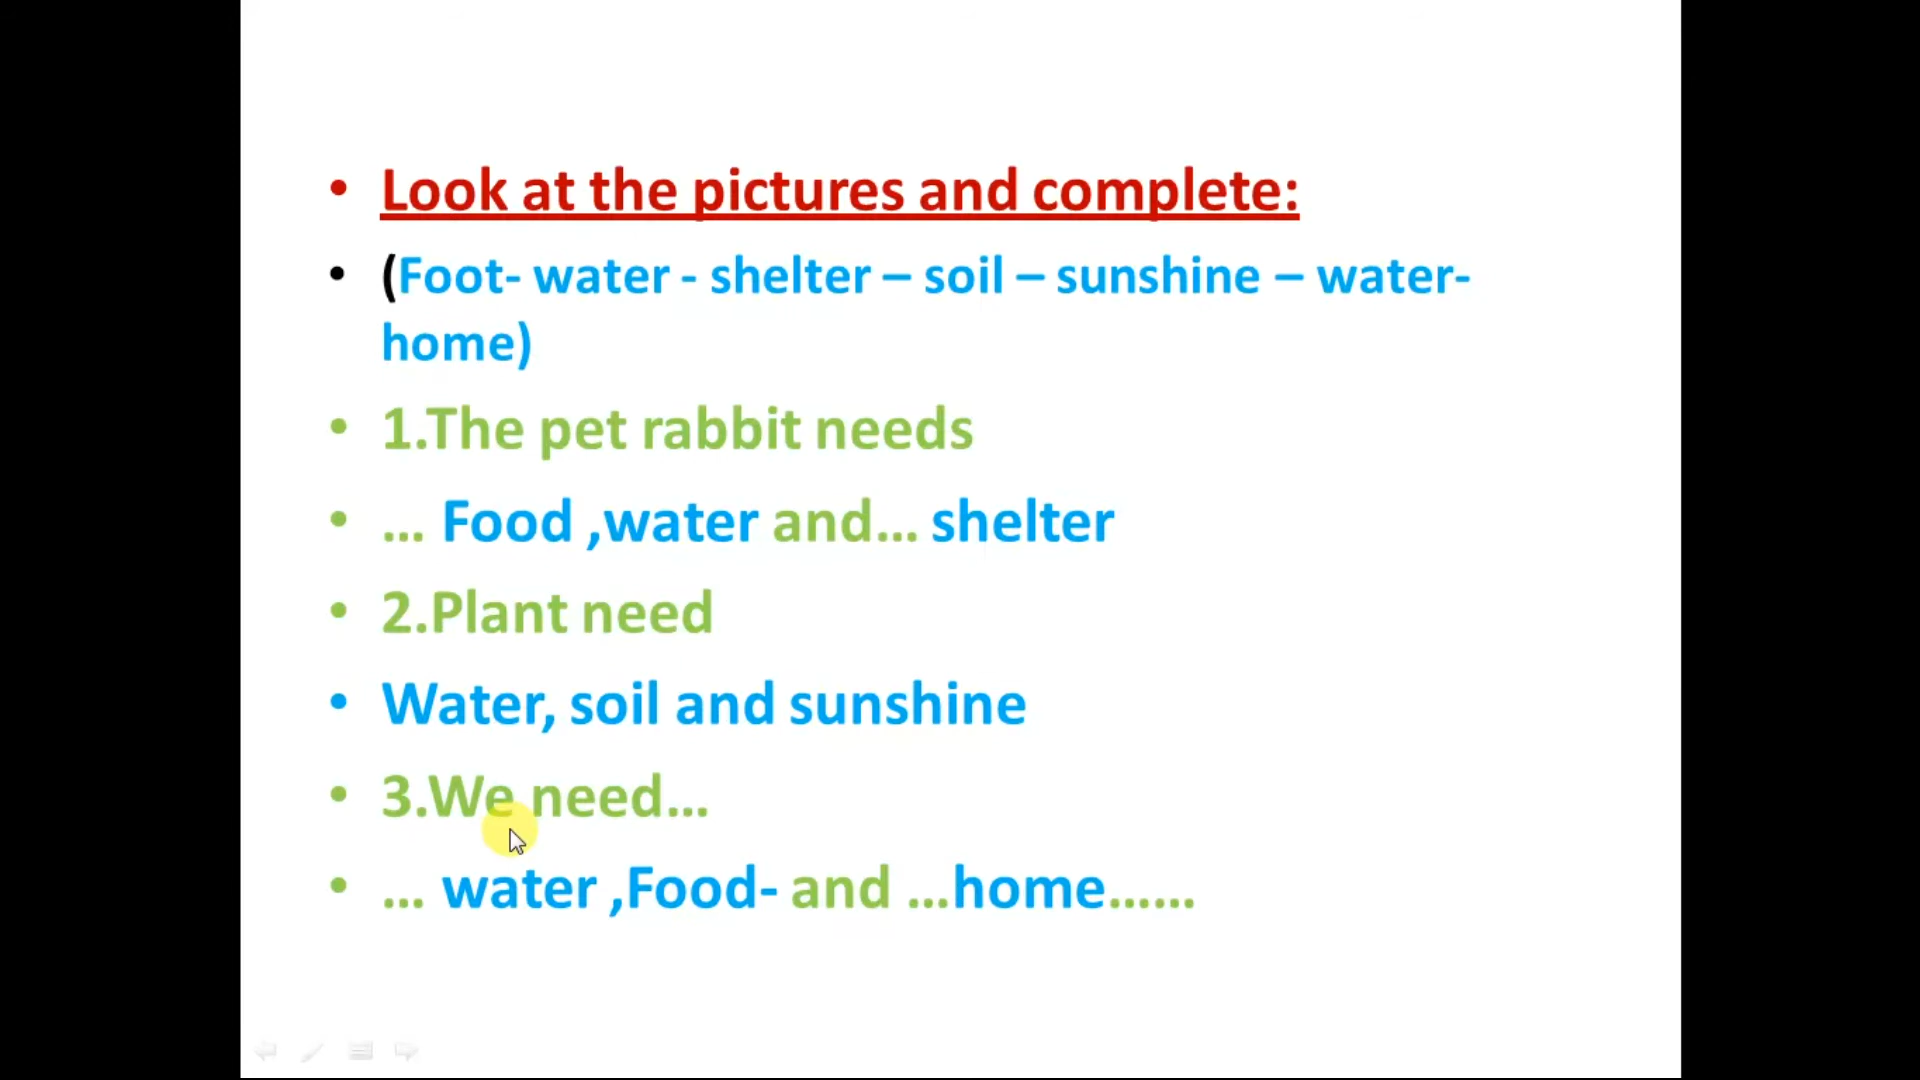 • Look at the pictures and complete:
• (Foot- water - shelter – soil – sunshine – water-
home)
• 1.The pet rabbit needs
• ... Food ,water and... shelter
• 2.Plant need
• Water, soil and sunshine
• 3.We need...
• ... water ,Food- and ...home......